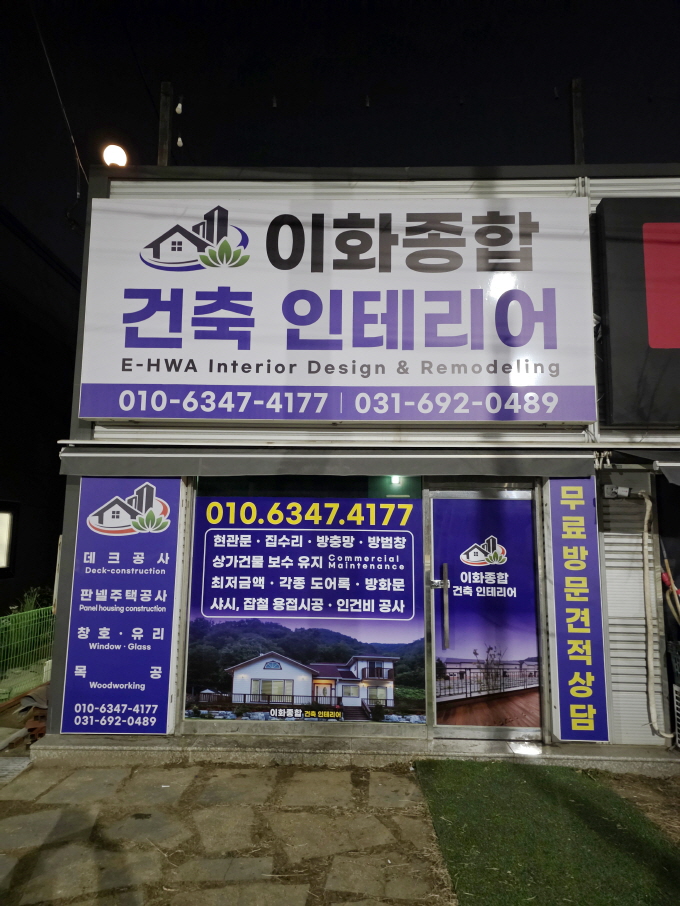 이화종합
건축 인테리어
E-HWA Interior Design & Remodeling
010-6347-4177 | 031-692-0489
데크공사
Deck-construction
판넬주택공사
Panel housing construction
창호·유리
Window·Glass
목공
Woodworking
010-6347-4177
031-692-0489
010.6347.4177
현관문·집수리·방충망·방범창
상가건물 보수 유지 Commercial Maintenance
최저금액·각종 도어록·방화문
샤시, 잡철 용접시공·인건비 공사
이화종합 건축 인테리어
이화종합
건축 인테리어
무료방문견적상담